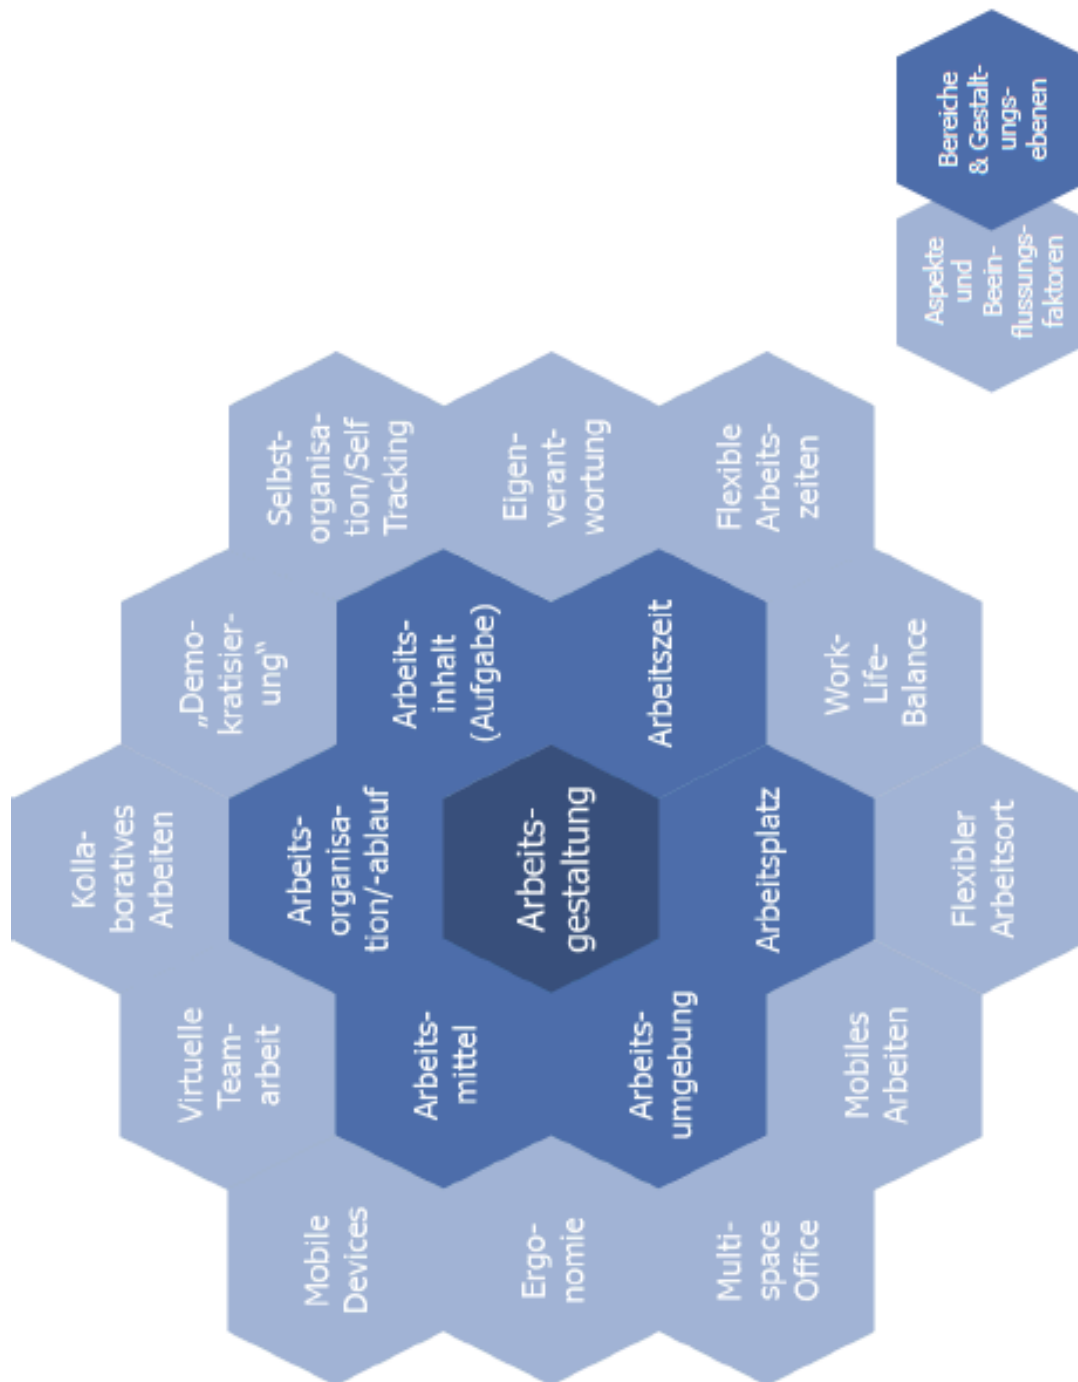 Kolla-
boratives
Arbeiten
Virtuelle
Team-
arbeit
„Demo-
kratisier-
ung“
Mobile
Devices
Arbeits-
organisa-
tion/-ablauf
Selbst-
organisa-
tion/Self
Tracking
Arbeits-
mittel
Arbeits-
inhalt
(Aufgabe)
Ergo-
nomie
Arbeits-
gestaltung
Eigen-
verant-
wortung
Arbeits-
umgebung
Arbeitszeit
Multi-
space
Office
Arbeitsplatz
Flexible
Arbeits-
zeiten
Mobiles
Arbeiten
Work-
Life-
Balance
Flexibler
Arbeitsort
Aspekte
und
Beein-
flussungs-
faktoren
Bereiche
& Gestalt-
ungs-
ebenen